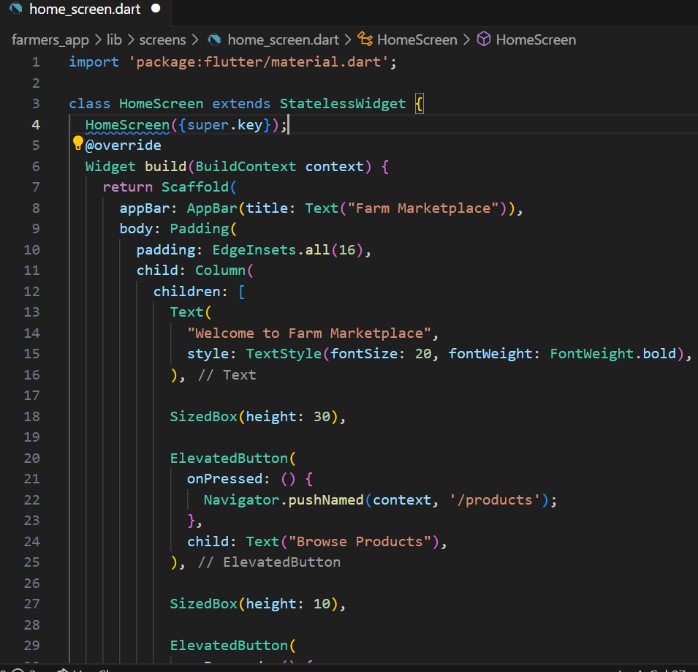 home_screen.dart
farmers_app > lib > screens > home_screen.dart > HomeScreen > HomeScreen
1 import 'package:flutter/material.dart';
2
3 class HomeScreen extends StatelessWidget {
4 HomeScreen({super.key});
5 @override
6 Widget build(BuildContext context) {
7 return Scaffold(
8 appBar: AppBar(title: Text("Farm Marketplace")),
9 body: Padding(
10 padding: EdgeInsets.all(16),
11 child: Column(
12 children: [
13 Text(
14 "Welcome to Farm Marketplace",
15 style: TextStyle(fontSize: 20, fontWeight: FontWeight.bold),
16 ), // Text
17
18 SizedBox(height: 30),
19
20 ElevatedButton(
21 onPressed: () {
22 Navigator.pushNamed(context, '/products');
23 },
24 child: Text("Browse Products"),
25 ), // ElevatedButton
26
27 SizedBox(height: 10),
28
29 ElevatedButton(